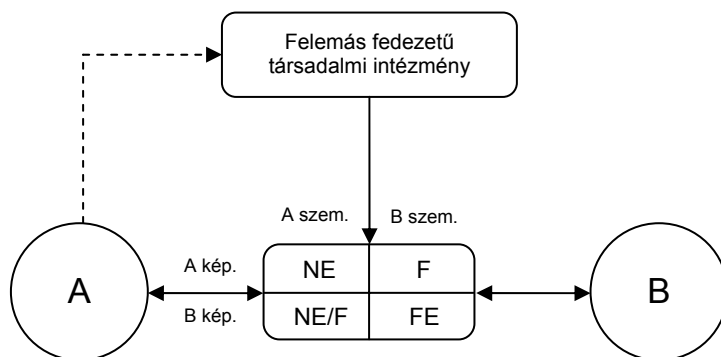 Felemás fedezetű
társadalmi intézmény
A szem. B szem.
A kép.
B kép.
A
NE F
NE/F FE
B